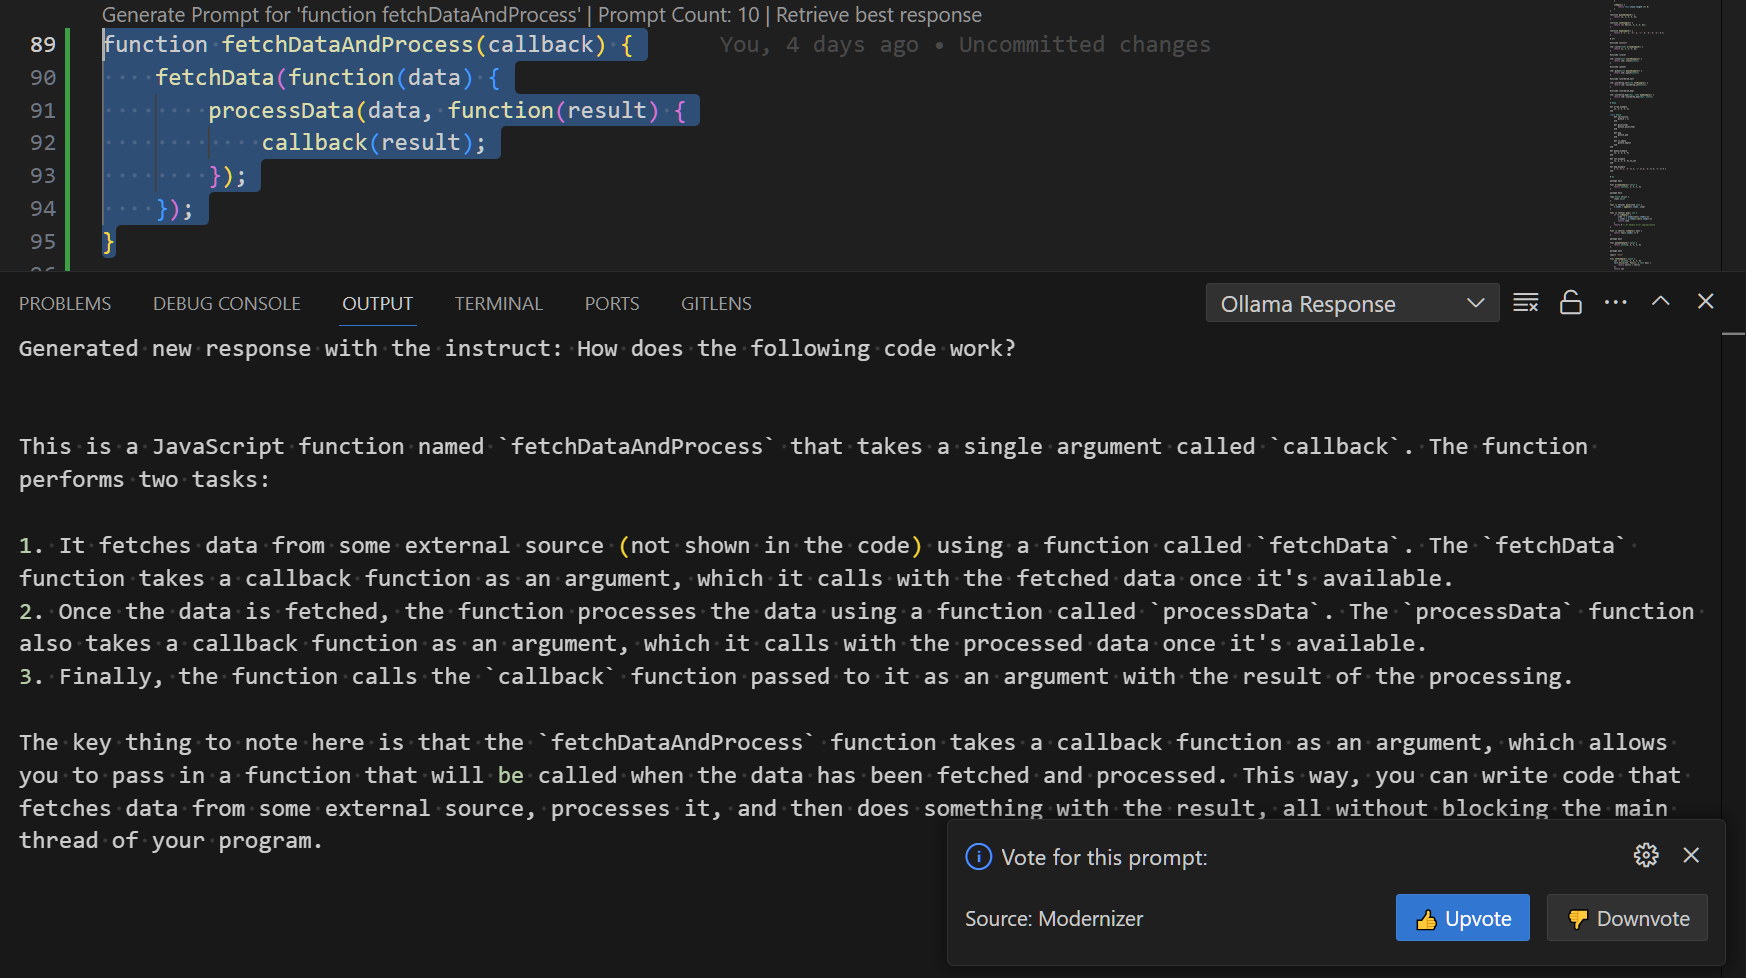 Generate Prompt for 'function fetchDataAndProcess' | Prompt Count: 10 | Retrieve best response
89 function fetchDataAndProcess(callback) { You, 4 days ago • Uncommitted changes
90 fetchData(function(data) {
91 processData(data, function(result) {
92 callback(result);
93 });
94 });
95 }
PROBLEMS DEBUG CONSOLE OUTPUT TERMINAL PORTS GITLENS Ollama Response
Generated new response with the instruct: How does the following code work?
This is a JavaScript function named `fetchDataAndProcess` that takes a single argument called `callback`. The function
performs two tasks:
1. It fetches data from some external source (not shown in the code) using a function called `fetchData`. The `fetchData`
function takes a callback function as an argument, which it calls with the fetched data once it's available.
2. Once the data is fetched, the function processes the data using a function called `processData`. The `processData` function
also takes a callback function as an argument, which it calls with the processed data once it's available.
3. Finally, the function calls the `callback` function passed to it as an argument with the result of the processing.
The key thing to note here is that the `fetchDataAndProcess` function takes a callback function as an argument, which allows
you to pass in a function that will be called when the data has been fetched and processed. This way, you can write code that
fetches data from some external source, processes it, and then does something with the result, all without blocking the main
thread of your program.
Vote for this prompt:
Source: Modernizer
Upvote
Downvote